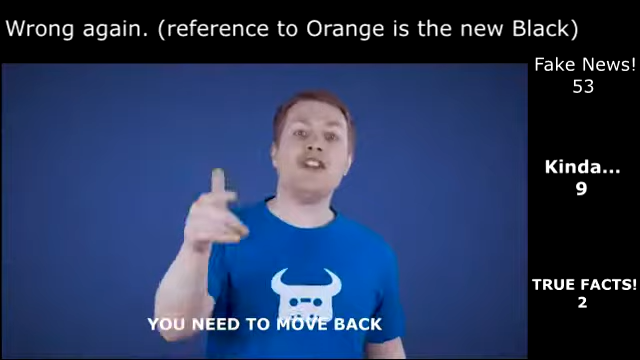 Wrong again. (reference to Orange is the new Black)
Fake News!
53
Kinda...
9
TRUE FACTS!
2
YOU NEED TO MOVE BACK